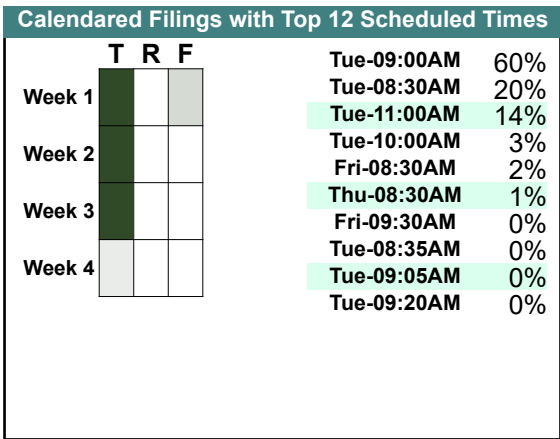 Calendared Filings with Top 12 Scheduled Times
T R F
Week 1
Week 2
Week 3
Week 4
Tue-09:00AM 60%
Tue-08:30AM 20%
Tue-11:00AM 14%
Tue-10:00AM 3%
Fri-08:30AM 2%
Thu-08:30AM 1%
Fri-09:30AM 0%
Tue-08:35AM 0%
Tue-09:05AM 0%
Tue-09:20AM 0%